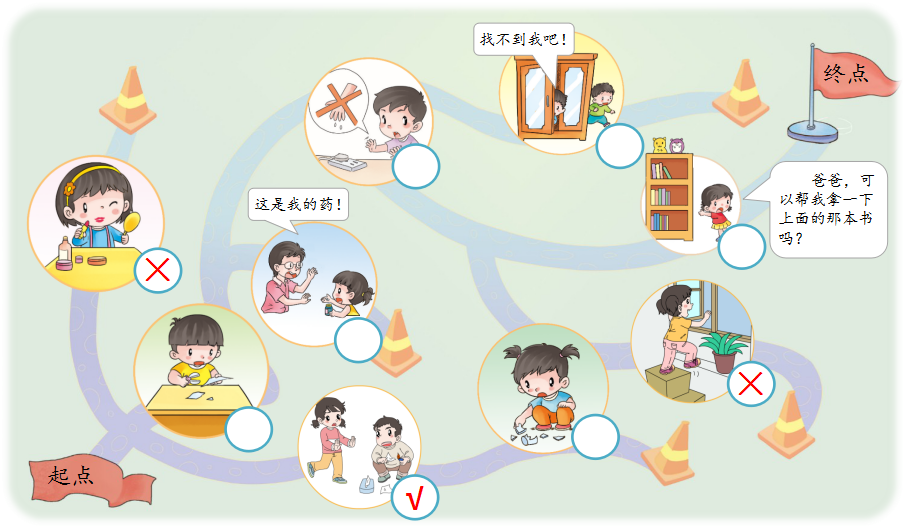 找不到我吧！
终点
爸爸，可
以帮我拿一下
上面的那本书
吗？
这是我的药！
起点